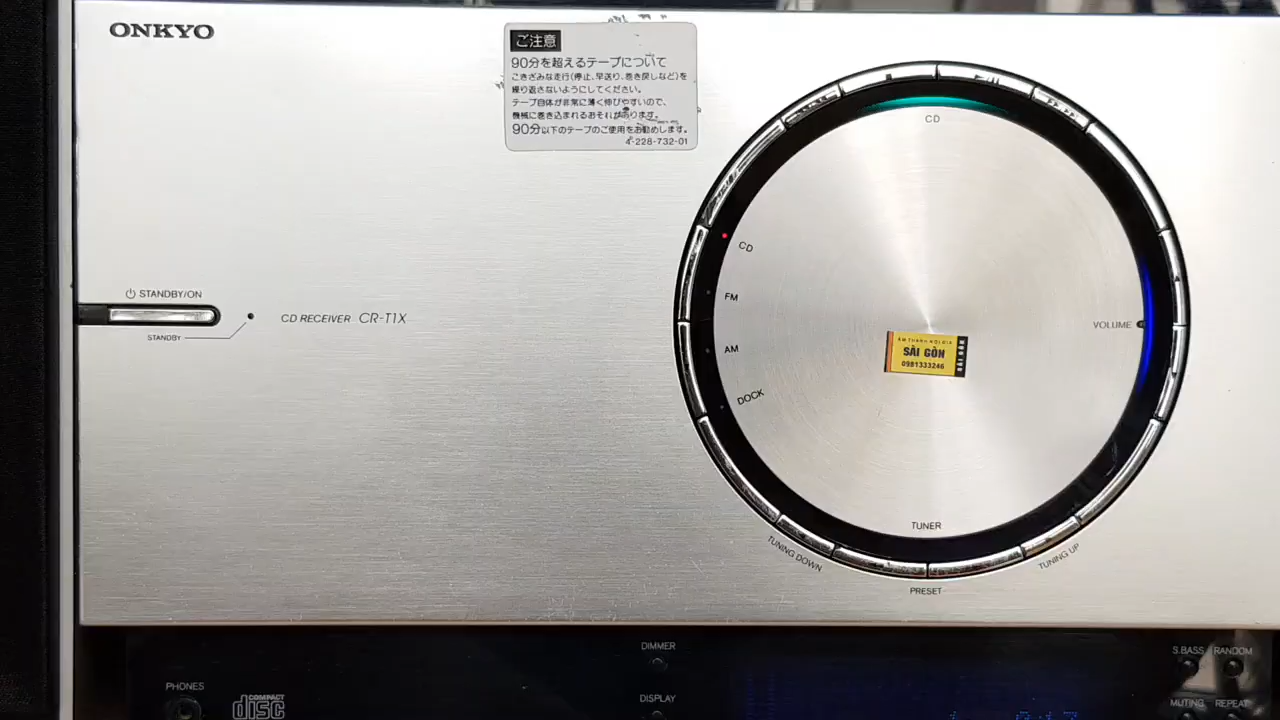 ONKYO
ご注意
90分を超えるテープについて
こきざみな走行(停止、早送り、巻き戻しなど)を
繰り返さないようにしてください。
テープ自体が非常に薄く伸びやすいので、
機械に巻き込まれるおそれがあります。
90分以下のテープのご使用をお勧めします。
4-228-732-01
CD
CD
FM
AM
DOCK
VOLUME
STANDBY/ON
STANDBY
CD RECEIVER CR-T1X
ÂM THANH NỘI ĐỊA
SÀI GÒN
0981333246
TUNER
TUNING DOWN
TUNING UP
PRESET
DIMMER
S.BASS
RANDOM
PHONES
COMPACT
disc
DISPLAY
MUTING
REPEAT